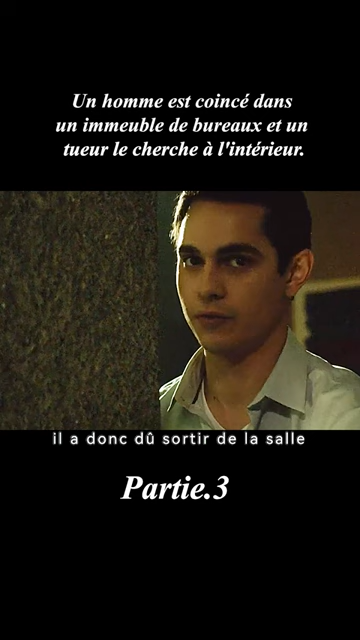 Un homme est coincé dans
un immeuble de bureaux et un
tueur le cherche à l'intérieur.
il a donc dû sortir de la salle
Partie.3